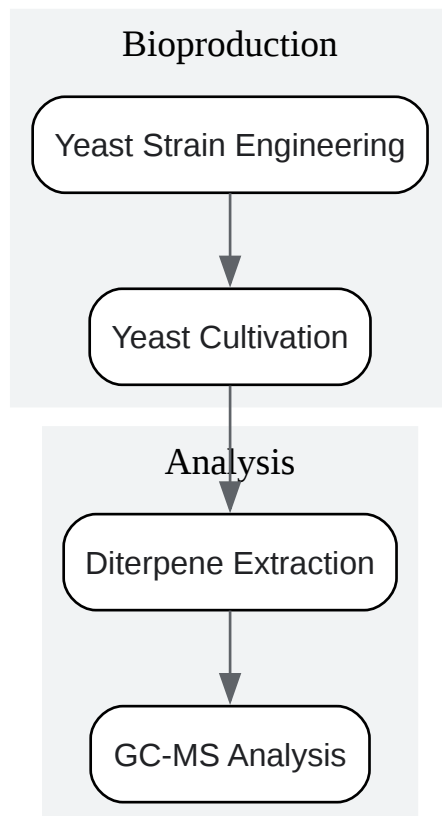 Bioproduction
Yeast Strain Engineering
Yeast Cultivation
Analysis
Diterpene Extraction
GC-MS Analysis